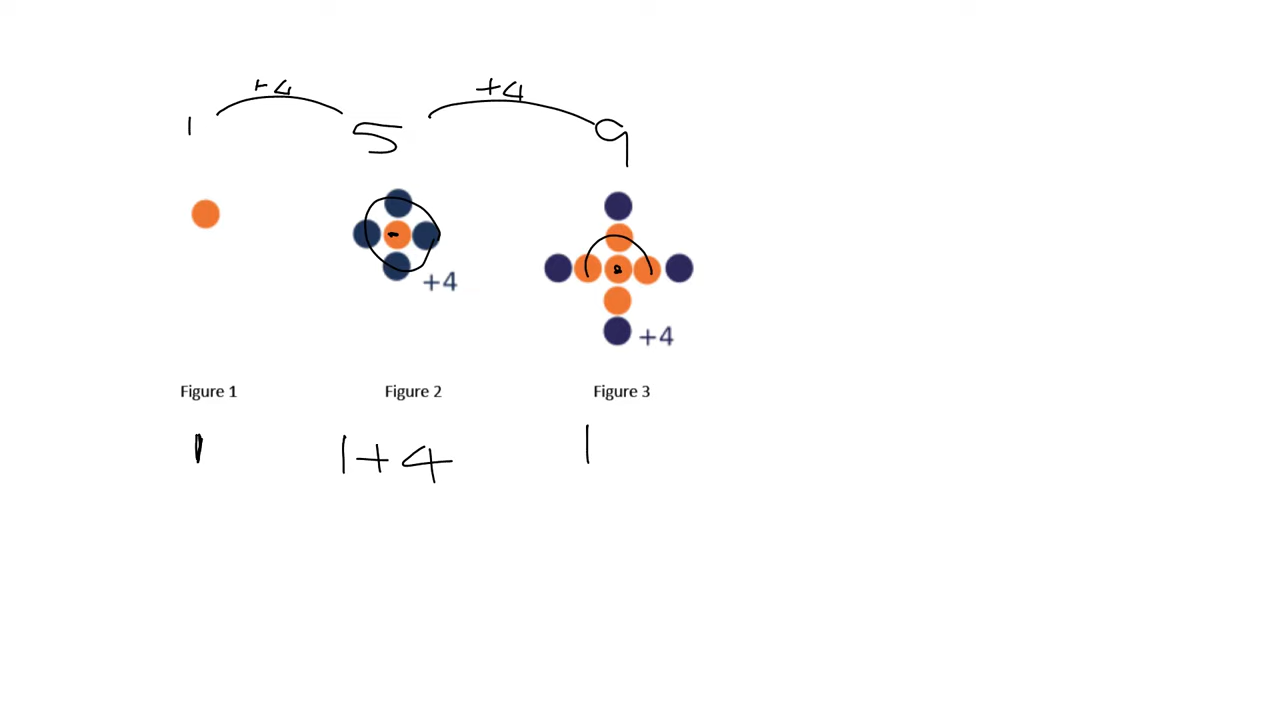 +4 +4
1 5 9
+4
+4
Figure 1 Figure 2 Figure 3
1 1+4 1